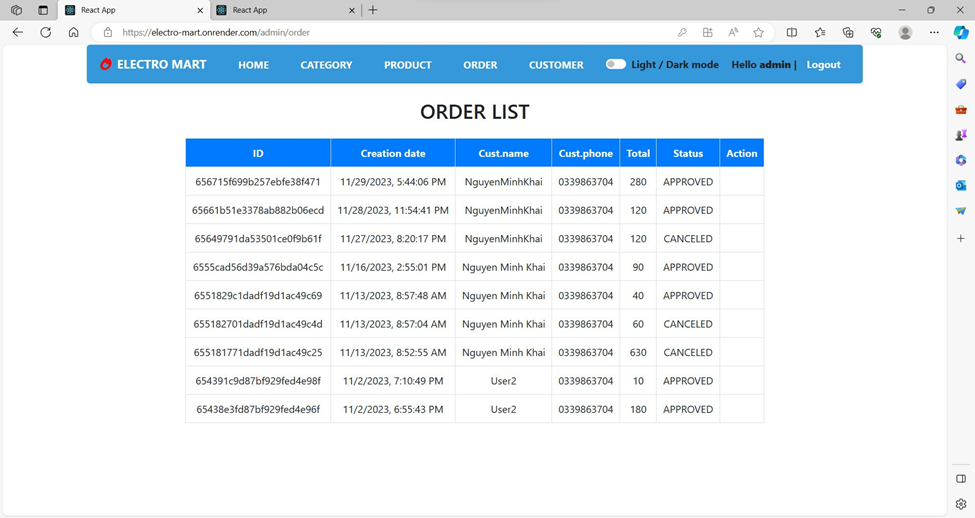 React App
React App
https://electro-mart.onrender.com/admin/order
ELECTRO MART HOME CATEGORY PRODUCT ORDER CUSTOMER Light / Dark mode Hello admin | Logout
ORDER LIST
ID Creation date Cust.name Cust.phone Total Status Action
656715f699b257ebfe38f471 11/29/2023, 5:44:06 PM NguyenMinhKhai 0339863704 280 APPROVED
65661b51e3378ab882b06ecd 11/28/2023, 11:54:41 PM NguyenMinhKhai 0339863704 120 APPROVED
65649791da53501ce0f9b61f 11/27/2023, 8:20:17 PM NguyenMinhKhai 0339863704 120 CANCELED
6555cad56d39a576bda04c5c 11/16/2023, 2:55:01 PM Nguyen Minh Khai 0339863704 90 APPROVED
6551829c1dadf19d1ac49c69 11/13/2023, 8:57:48 AM Nguyen Minh Khai 0339863704 40 APPROVED
655182701dadf19d1ac49c4d 11/13/2023, 8:57:04 AM Nguyen Minh Khai 0339863704 60 CANCELED
655181771dadf19d1ac49c25 11/13/2023, 8:52:55 AM Nguyen Minh Khai 0339863704 630 CANCELED
654391c9d87bf929fed4e98f 11/2/2023, 7:10:49 PM User2 0339863704 10 APPROVED
65438e3fd87bf929fed4e96f 11/2/2023, 6:55:43 PM User2 0339863704 180 APPROVED